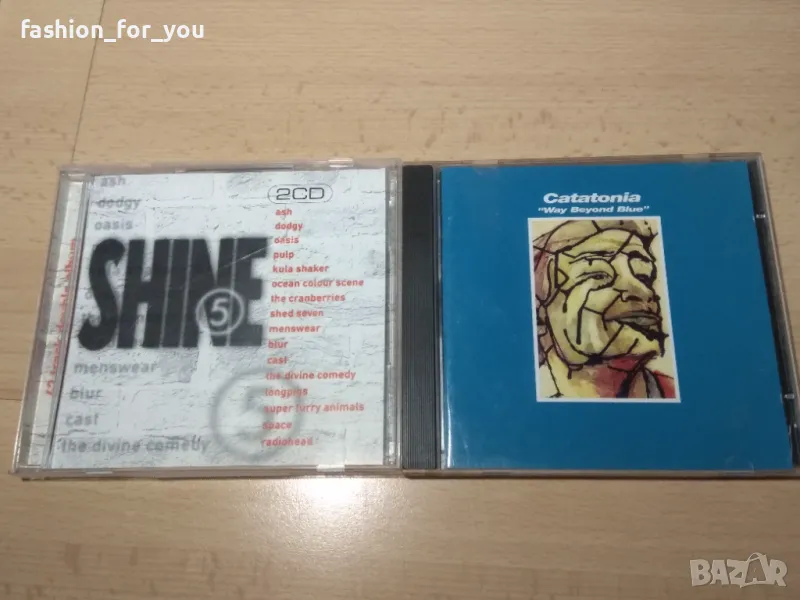 fashion_for_you
ash
dodgy
oasis
SHINE
5
menswear
blur
cast
the divine comedy
2CD
ash
dodgy
oasis
pulp
kula shaker
ocean colour scene
the cranberries
shed seven
menswear
blur
cast
the divine comedy
longpigs
super furry animals
space
radiohead
5
Catatonia
"Way Beyond Blue"
BAZAR